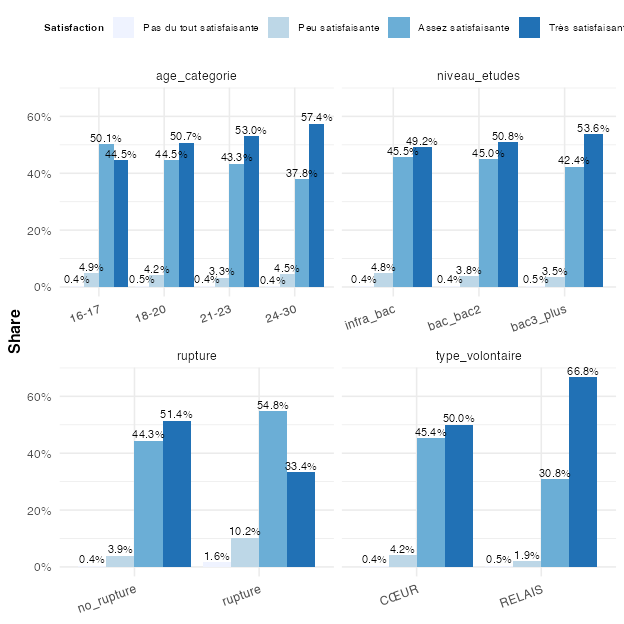 Satisfaction Pas du tout satisfaisante Peu satisfaisante Assez satisfaisante Très satisfaisant
age_categorie niveau_etudes
60%
40%
20%
0%
0.4% 4.9% 50.1% 44.5% 0.5% 4.2% 44.5% 50.7% 0.4% 3.3% 43.3% 53.0% 0.4% 4.5% 37.8% 57.4%
0.4% 4.8% 45.5% 49.2% 0.4% 3.8% 45.0% 50.8% 0.5% 3.5% 42.4% 53.6%
16-17 18-20 21-23 24-30 infra_bac bac_bac2 bac3_plus
Share
rupture type_volontaire
60%
40%
20%
0%
0.4% 3.9% 44.3% 51.4% 1.6% 10.2% 54.8% 33.4%
0.4% 4.2% 45.4% 50.0% 0.5% 1.9% 30.8% 66.8%
no_rupture rupture CŒUR RELAIS